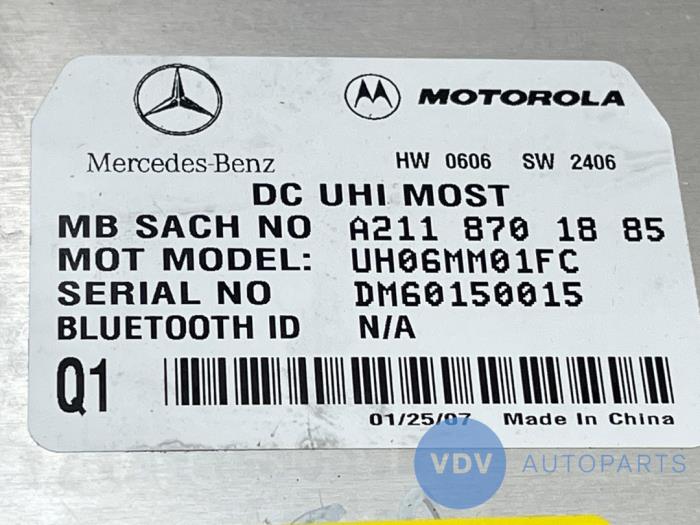 MOTOROLA
Mercedes-Benz
HW 0606 SW 2406
DC UHI MOST
MB SACH NO A211 870 18 85
MOT MODEL: UH06MM01FC
SERIAL NO DM60150015
BLUETOOTH ID N/A
Q1
01/25/07 Made In China
VDV AUTOPARTS